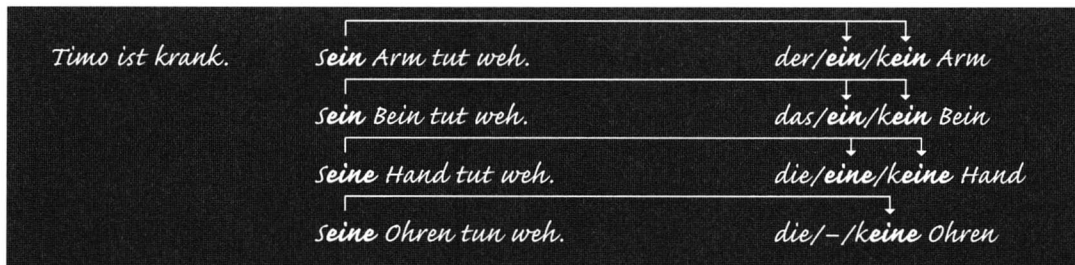 Timo ist krank. Sein Arm tut weh. der/ein/kein Arm
Sein Bein tut weh. das/ein/kein Bein
Seine Hand tut weh. die/eine/keine Hand
Seine Ohren tun weh. die/–/keine Ohren